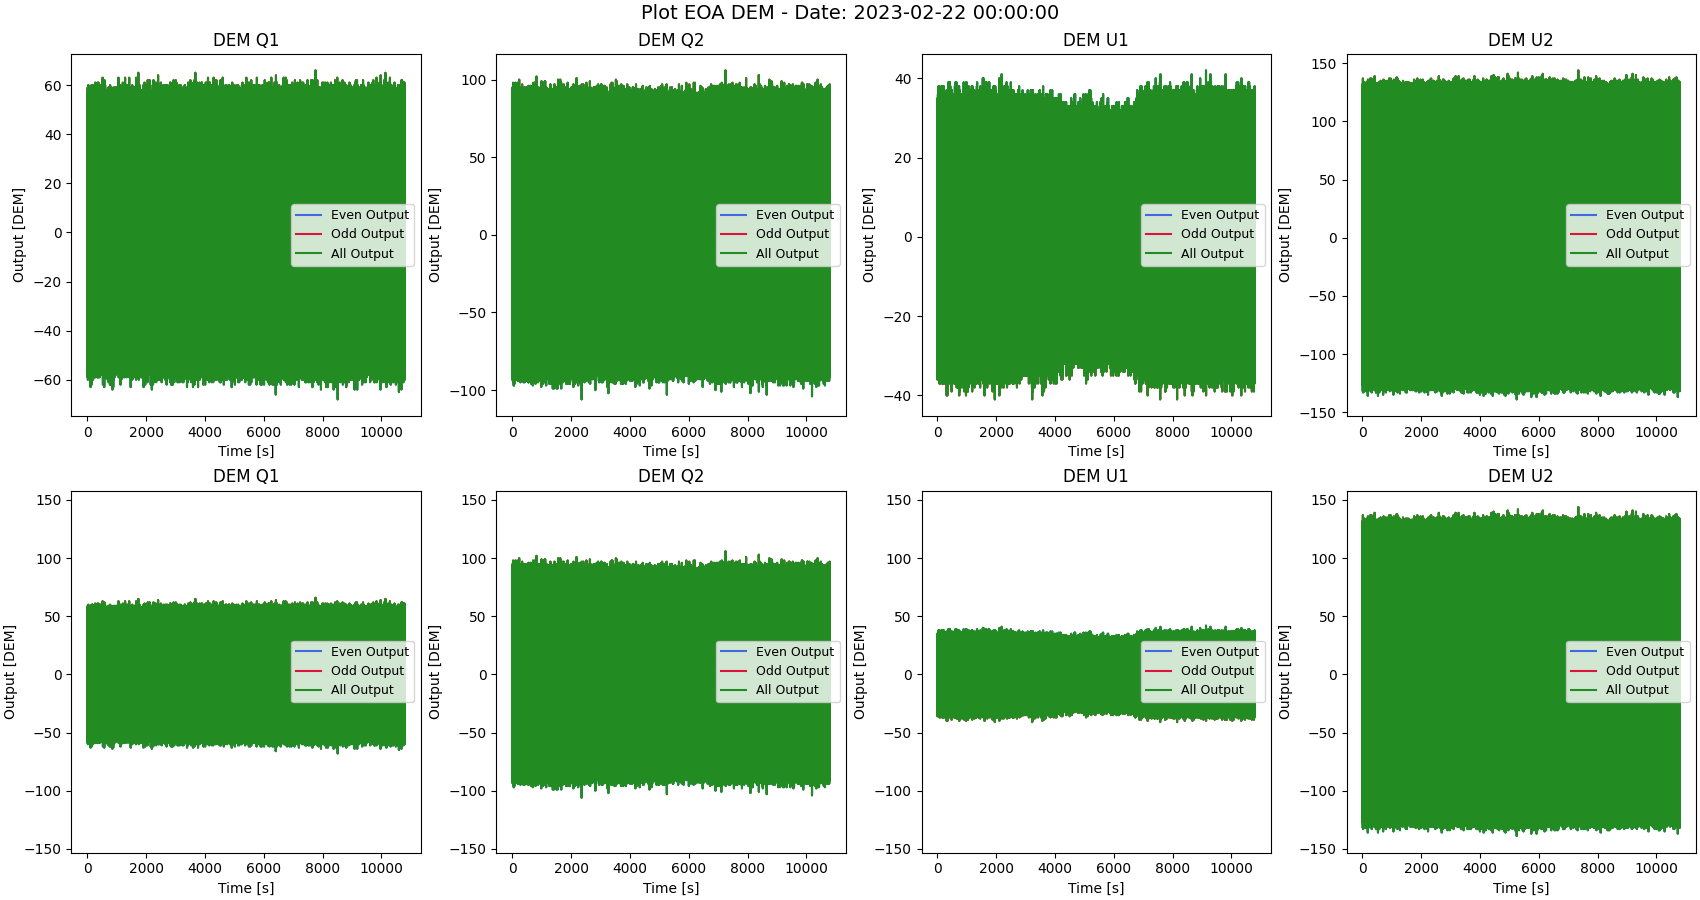 Plot EOA DEM - Date: 2023-02-22 00:00:00
DEM Q1
Output [DEM]
60
40
20
0
−20
−40
−60
0 2000 4000 6000 8000 10000
Time [s]
Even Output
Odd Output
All Output
DEM Q2
Output [DEM]
100
50
0
−50
−100
0 2000 4000 6000 8000 10000
Time [s]
Even Output
Odd Output
All Output
DEM U1
Output [DEM]
40
20
0
−20
−40
0 2000 4000 6000 8000 10000
Time [s]
Even Output
Odd Output
All Output
DEM U2
Output [DEM]
150
100
50
0
−50
−100
−150
0 2000 4000 6000 8000 10000
Time [s]
Even Output
Odd Output
All Output
DEM Q1
Output [DEM]
150
100
50
0
−50
−100
−150
0 2000 4000 6000 8000 10000
Time [s]
Even Output
Odd Output
All Output
DEM Q2
Output [DEM]
150
100
50
0
−50
−100
−150
0 2000 4000 6000 8000 10000
Time [s]
Even Output
Odd Output
All Output
DEM U1
Output [DEM]
150
100
50
0
−50
−100
−150
0 2000 4000 6000 8000 10000
Time [s]
Even Output
Odd Output
All Output
DEM U2
Output [DEM]
150
100
50
0
−50
−100
−150
0 2000 4000 6000 8000 10000
Time [s]
Even Output
Odd Output
All Output